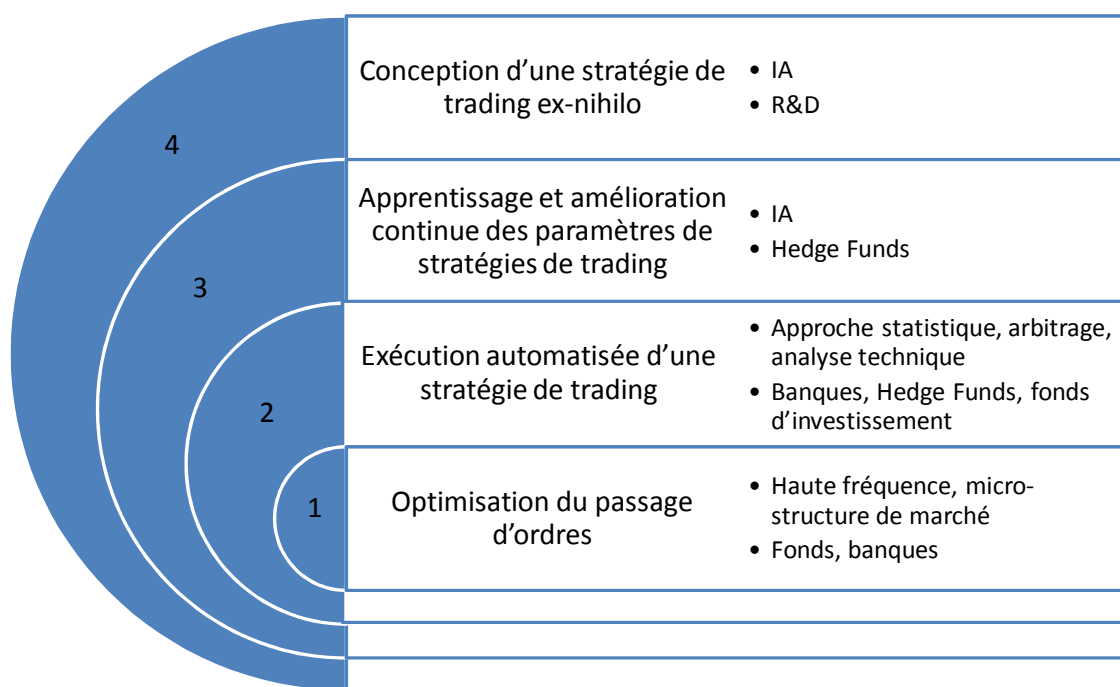 4
Conception d’une stratégie de
trading ex-nihilo
• IA
• R&D
3
Apprentissage et amélioration
continue des paramètres de
stratégies de trading
• IA
• Hedge Funds
2
Exécution automatisée d’une
stratégie de trading
• Approche statistique, arbitrage,
analyse technique
• Banques, Hedge Funds, fonds
d’investissement
1
Optimisation du passage
d’ordres
• Haute fréquence, micro-
structure de marché
• Fonds, banques